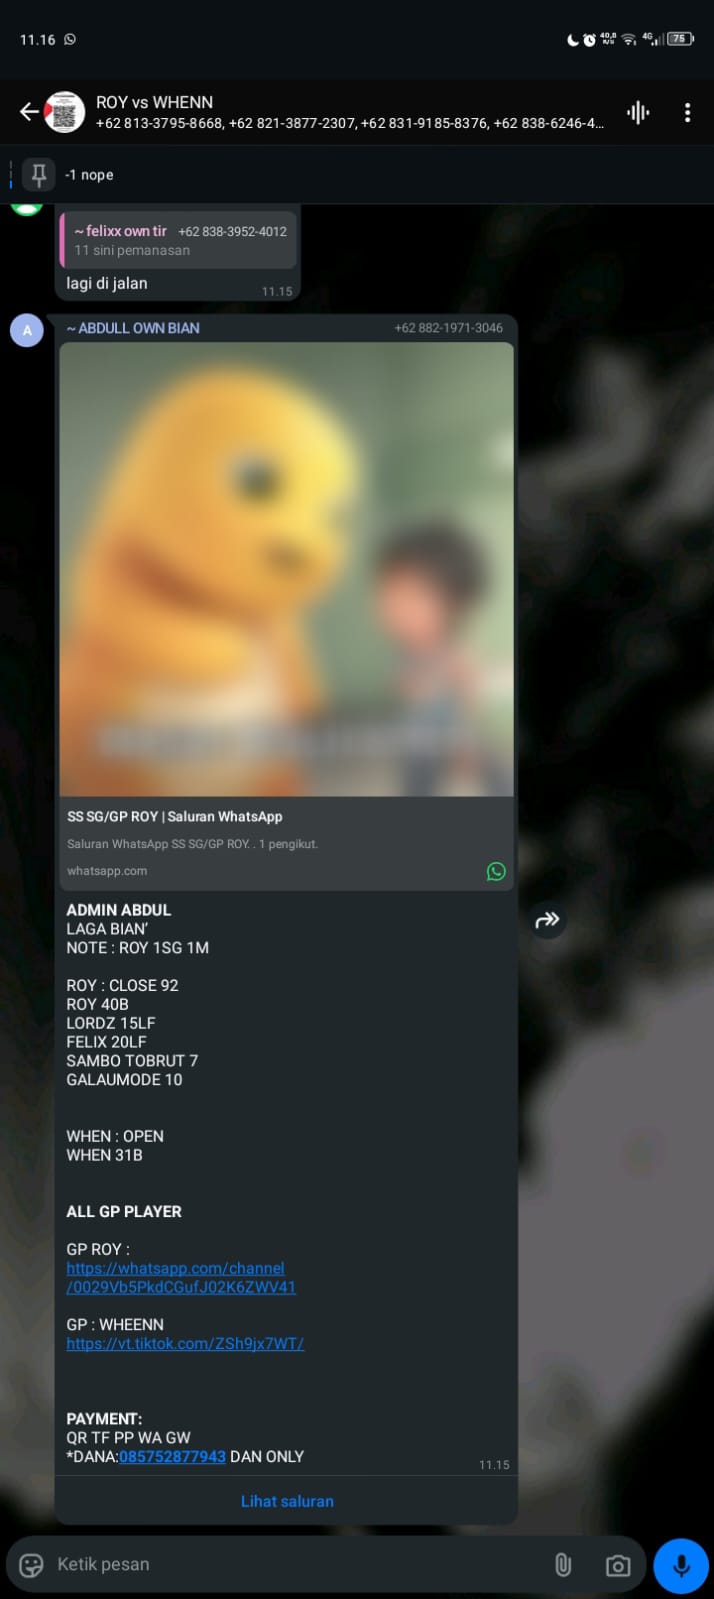 11.16
40,8
K/s
4G
75
ROY vs WHENN
+62 813-3795-8668, +62 821-3877-2307, +62 831-9185-8376, +62 838-6246-4...
-1 nope
~ felixx own tir +62 838-3952-4012
11 sini pemanasan
lagi di jalan
11.15
A
~ ABDULL OWN BIAN +62 882-1971-3046
SS SG/GP ROY | Saluran WhatsApp
Saluran WhatsApp SS SG/GP ROY. . 1 pengikut.
whatsapp.com
ADMIN ABDUL
LAGA BIAN'
NOTE : ROY 1SG 1M
ROY : CLOSE 92
ROY 40B
LORDZ 15LF
FELIX 20LF
SAMBO TOBRUT 7
GALAUMODE 10
WHEN : OPEN
WHEN 31B
ALL GP PLAYER
GP ROY :
https://whatsapp.com/channel
/0029Vb5PkdCGufJ02K6ZWV41
GP : WHEENN
https://vt.tiktok.com/ZSh9jx7WT/
PAYMENT:
QR TF PP WA GW
*DANA:085752877943 DAN ONLY
11.15
Lihat saluran
Ketik pesan